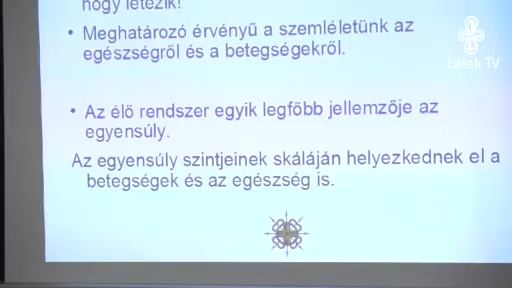 hogy létezik!
• Meghatározó érvényű a szemléletünk az
egészségről és a betegségekről.
• Az élő rendszer egyik legfőbb jellemzője az
egyensúly.
Az egyensúly szintjeinek skáláján helyezkednek el a
betegségek és az egészség is.
Lélek TV